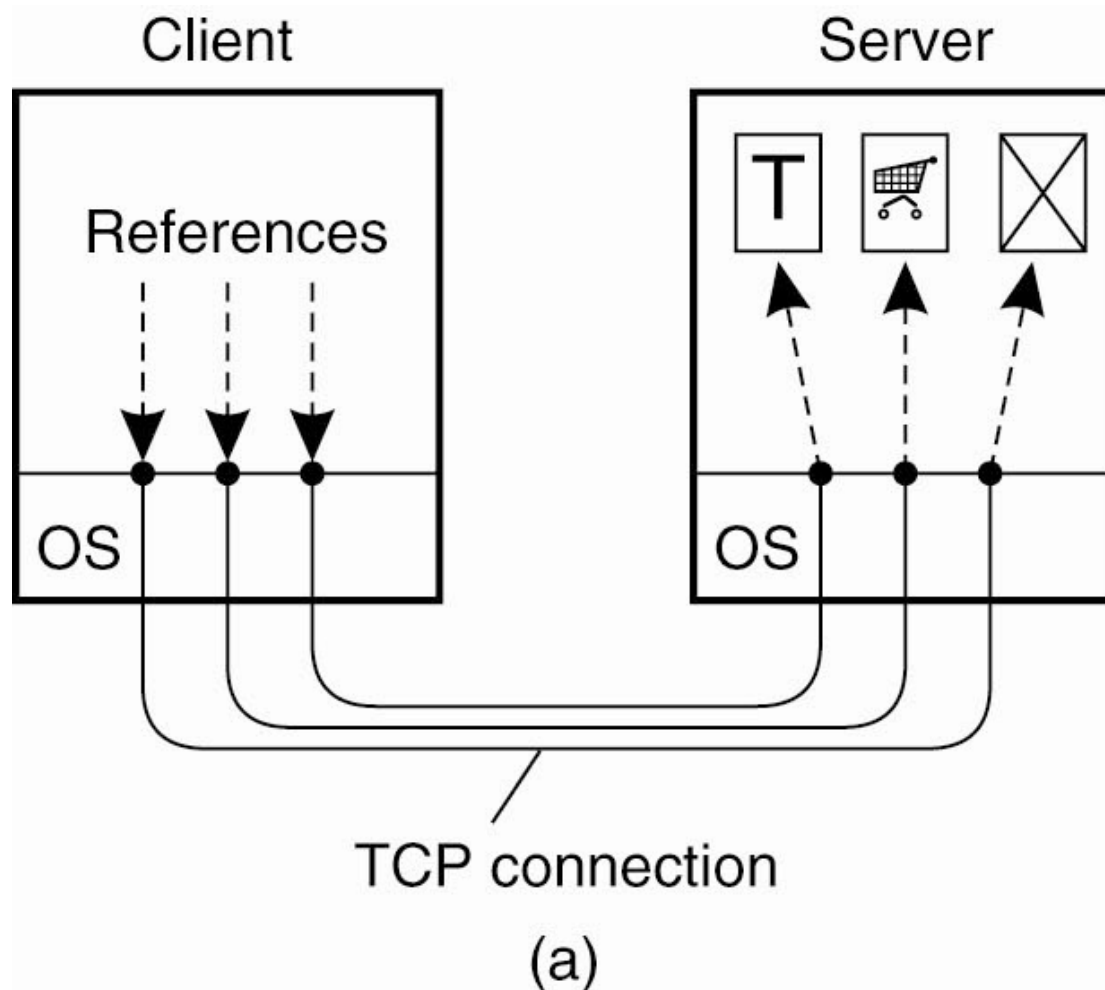 Client
Server
T
References
OS
OS
TCP connection
(a)